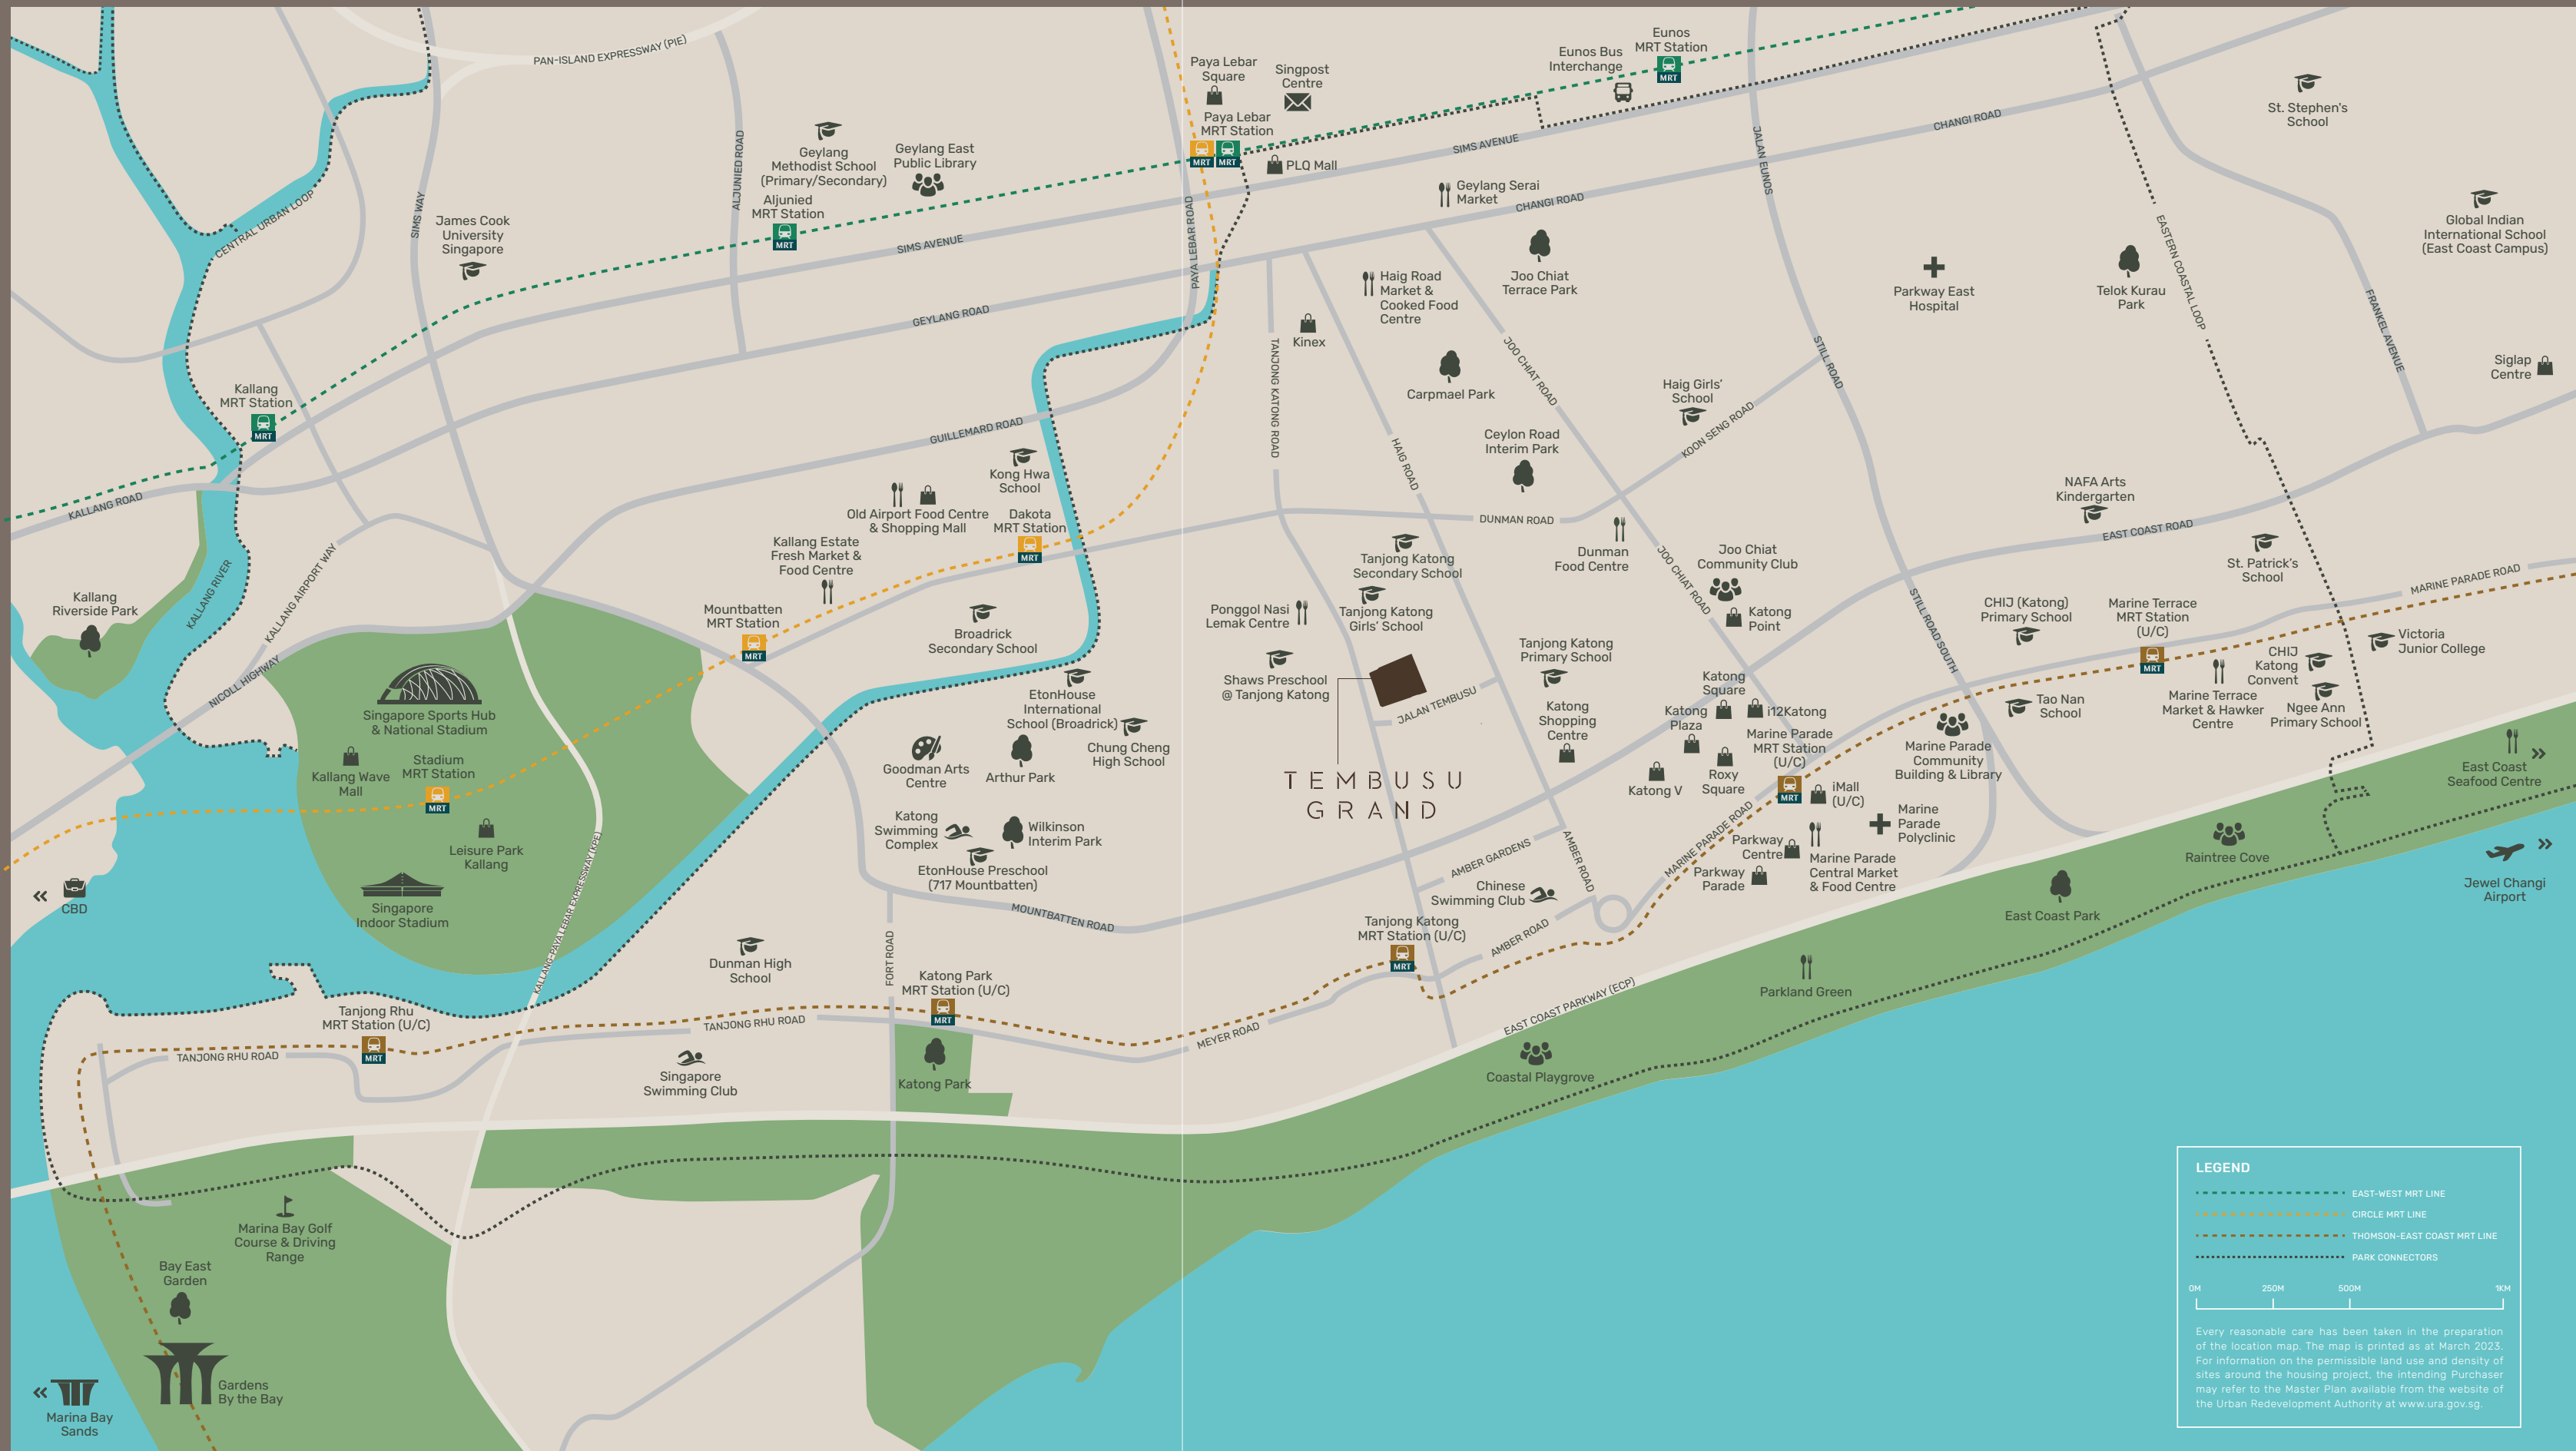 PAN-ISLAND EXPRESSWAY (PIE)
Paya Lebar
Square
Singpost
Centre
Eunos Bus
Interchange
Eunos
MRT Station
MRT
Paya Lebar
MRT Station
MRT
MRT
PLQ Mall
SIMS AVENUE
CHANGI ROAD
JALAN EUNOS
St. Stephen's
School
Geylang
Methodist School
(Primary/Secondary)
Geylang East
Public Library
ALJUNIED ROAD
Aljunied
MRT Station
MRT
CENTRAL URBAN LOOP
SIMS WAY
James Cook
University
Singapore
SIMS AVENUE
PAYA LEBAR ROAD
Geylang Serai
Market
CHANGI ROAD
Global Indian
International School
(East Coast Campus)
EASTERN COASTAL LOOP
Joo Chiat
Terrace Park
Haig Road
Market &
Cooked Food
Centre
Parkway East
Hospital
Telok Kurau
Park
GEYLANG ROAD
Kinex
TANJONG KATONG ROAD
JOO CHIAT ROAD
STILL ROAD
FRANKEL AVENUE
Siglap
Centre
Carpmael Park
Haig Girls'
School
KOON SENG ROAD
Kallang
MRT Station
MRT
GUILLEMARD ROAD
Ceylon Road
Interim Park
HAIG ROAD
Kong Hwa
School
NAFA Arts
Kindergarten
KALLANG ROAD
Old Airport Food Centre
& Shopping Mall
Dakota
MRT Station
MRT
DUNMAN ROAD
EAST COAST ROAD
Kallang Estate
Fresh Market &
Food Centre
Dunman
Food Centre
Joo Chiat
Community Club
Tanjong Katong
Secondary School
St. Patrick's
School
MARINE PARADE ROAD
KALLANG RIVER
KALLANG AIRPORT WAY
Kallang
Riverside Park
Mountbatten
MRT Station
MRT
Broadrick
Secondary School
Ponggol Nasi
Lemak Centre
Tanjong Katong
Girls' School
JOO CHIAT ROAD
Katong
Point
STILL ROAD SOUTH
CHIJ (Katong)
Primary School
Marine Terrace
MRT Station
(U/C)
MRT
Victoria
Junior College
CHIJ
Katong
Convent
Tanjong Katong
Primary School
NICOLL HIGHWAY
Shaws Preschool
@ Tanjong Katong
JALAN TEMBUSU
EtonHouse
International
School (Broadrick)
Katong
Square
Tao Nan
School
Marine Terrace
Market & Hawker
Centre
Ngee Ann
Primary School
Singapore Sports Hub
& National Stadium
Katong
Shopping
Centre
Katong
Plaza
i12Katong
Marine Parade
MRT Station
(U/C)
MRT
Chung Cheng
High School
Marine Parade
Community
Building & Library
Kallang Wave
Mall
Stadium
MRT Station
MRT
Goodman Arts
Centre
Arthur Park
TEMBUSU
GRAND
Katong V
Roxy
Square
iMall
(U/C)
East Coast
Seafood Centre
Marine
Parade
Polyclinic
Katong
Swimming
Complex
Wilkinson
Interim Park
MARINE PARADE ROAD
Leisure Park
Kallang
AMBER GARDENS
AMBER ROAD
Parkway
Centre
Marine Parade
Central Market
& Food Centre
Parkway
Parade
Raintree Cove
EtonHouse Preschool
(717 Mountbatten)
Chinese
Swimming Club
Jewel Changi
Airport
KALLANG-PAYA LEBAR EXPRESSWAY (KPE)
CBD
Singapore
Indoor Stadium
MOUNTBATTEN ROAD
East Coast Park
Tanjong Katong
MRT Station (U/C)
MRT
AMBER ROAD
FORT ROAD
Dunman High
School
Katong Park
MRT Station (U/C)
MRT
EAST COAST PARKWAY (ECP)
Parkland Green
Tanjong Rhu
MRT Station (U/C)
MRT
TANJONG RHU ROAD
MEYER ROAD
TANJONG RHU ROAD
Singapore
Swimming Club
Katong Park
Coastal Playgrove
Marina Bay Golf
Course & Driving
Range
Bay East
Garden
Gardens
By the Bay
Marina Bay
Sands
LEGEND
EAST-WEST MRT LINE
CIRCLE MRT LINE
THOMSON-EAST COAST MRT LINE
PARK CONNECTORS
0M 250M 500M 1KM
Every reasonable care has been taken in the preparation
of the location map. The map is printed as at March 2023.
For information on the permissible land use and density of
sites around the housing project, the intending Purchaser
may refer to the Master Plan available from the website of
the Urban Redevelopment Authority at www.ura.gov.sg.